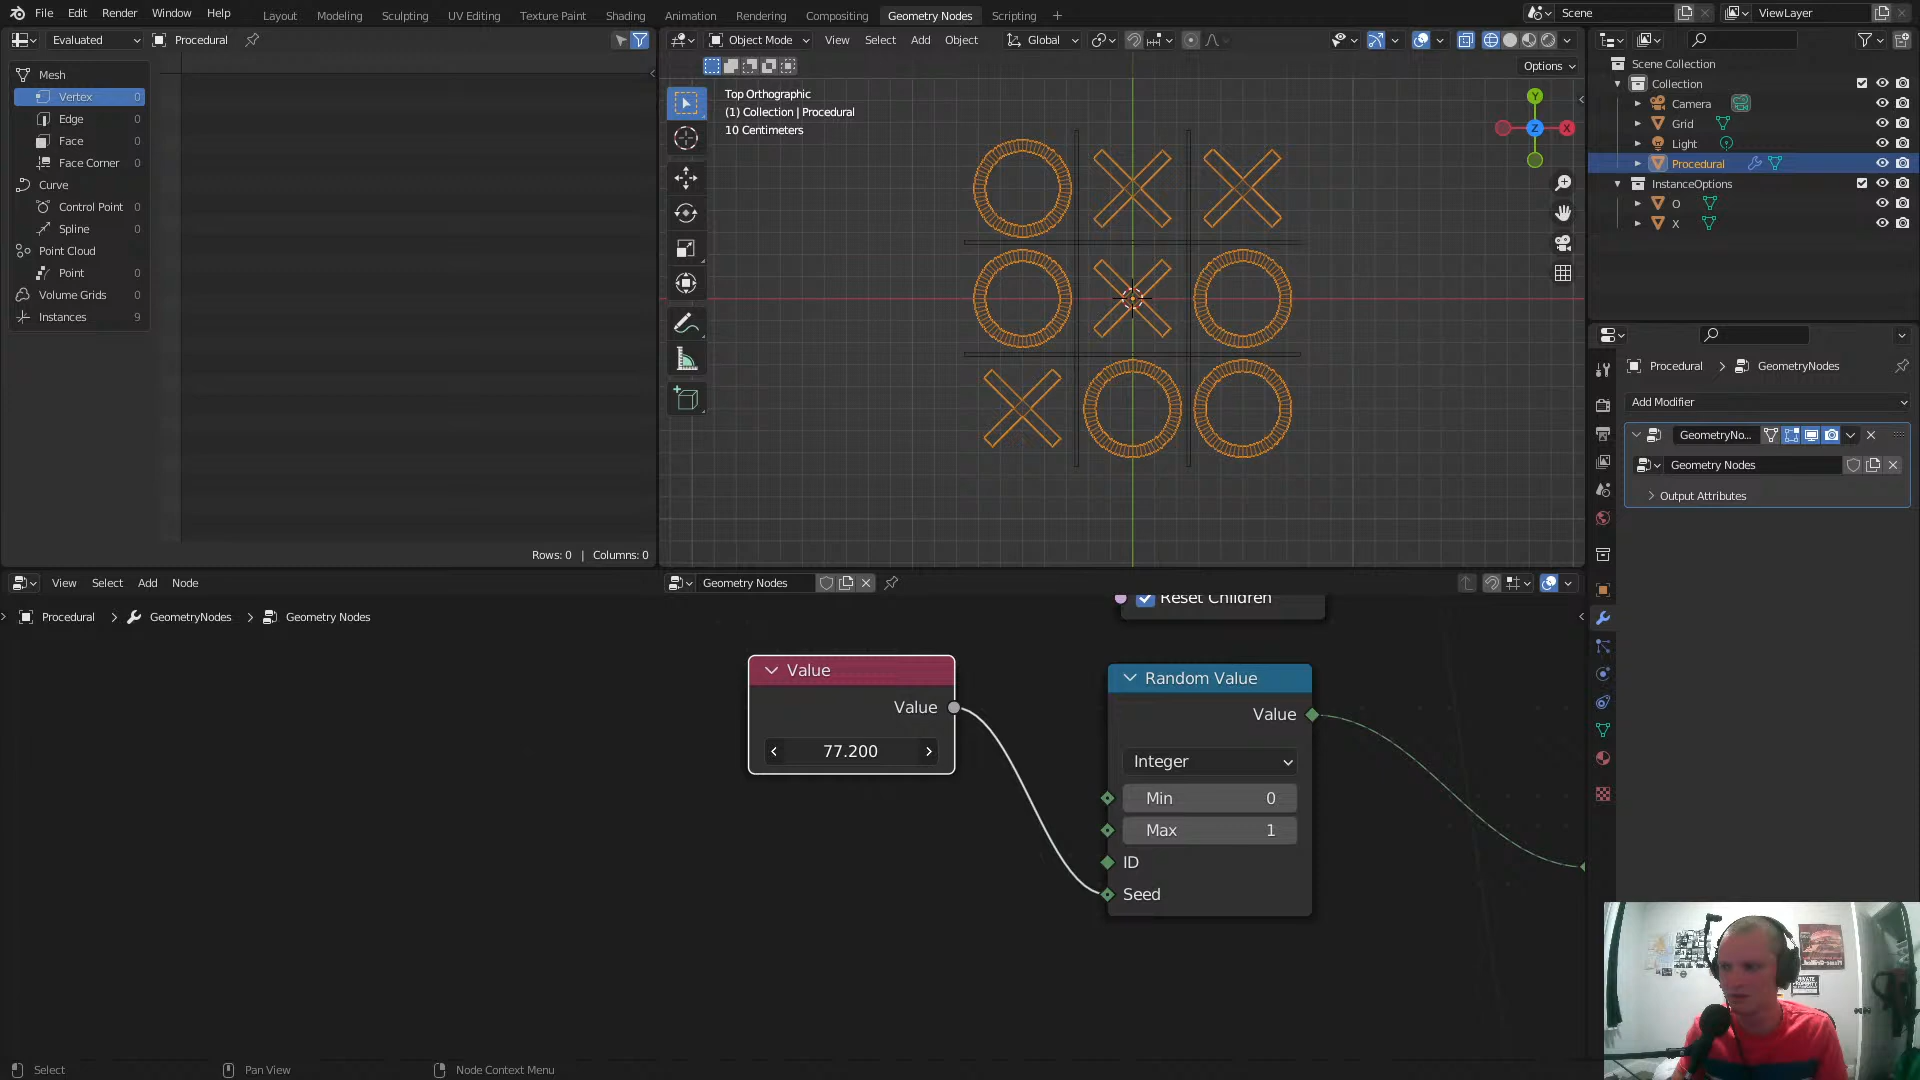 File Edit Render Window Help Layout Modeling Sculpting UV Editing Texture Paint Shading Animation Rendering Compositing Geometry Nodes Scripting + Scene ViewLayer
Evaluated Procedural
Object Mode View Select Add Object Global
Options
Mesh
Vertex 0
Edge 0
Face 0
Face Corner 0
Curve
Control Point 0
Spline 0
Point Cloud
Point 0
Volume Grids 0
Instances 9
Rows: 0 | Columns: 0
Top Orthographic
(1) Collection | Procedural
10 Centimeters
Y
Z
X
Scene Collection
Collection
Camera
Grid
Light
Procedural
InstanceOptions
O
X
Procedural > GeometryNodes
Add Modifier
GeometryNo...
Geometry Nodes
Output Attributes
View Select Add Node
Geometry Nodes
Procedural > GeometryNodes > Geometry Nodes
Reset Children
Value
Value
77.200
Random Value
Value
Integer
Min 0
Max 1
ID
Seed
Select Pan View Node Context Menu